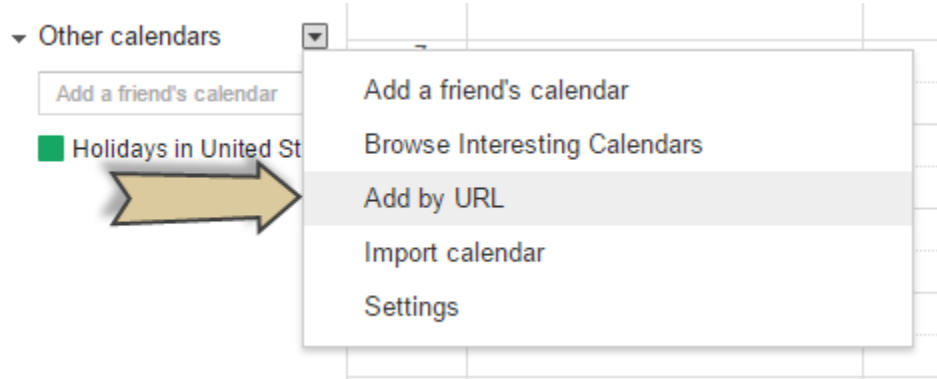 Other calendars
Add a friend's calendar
Holidays in United St
Add a friend's calendar
Browse Interesting Calendars
Add by URL
Import calendar
Settings